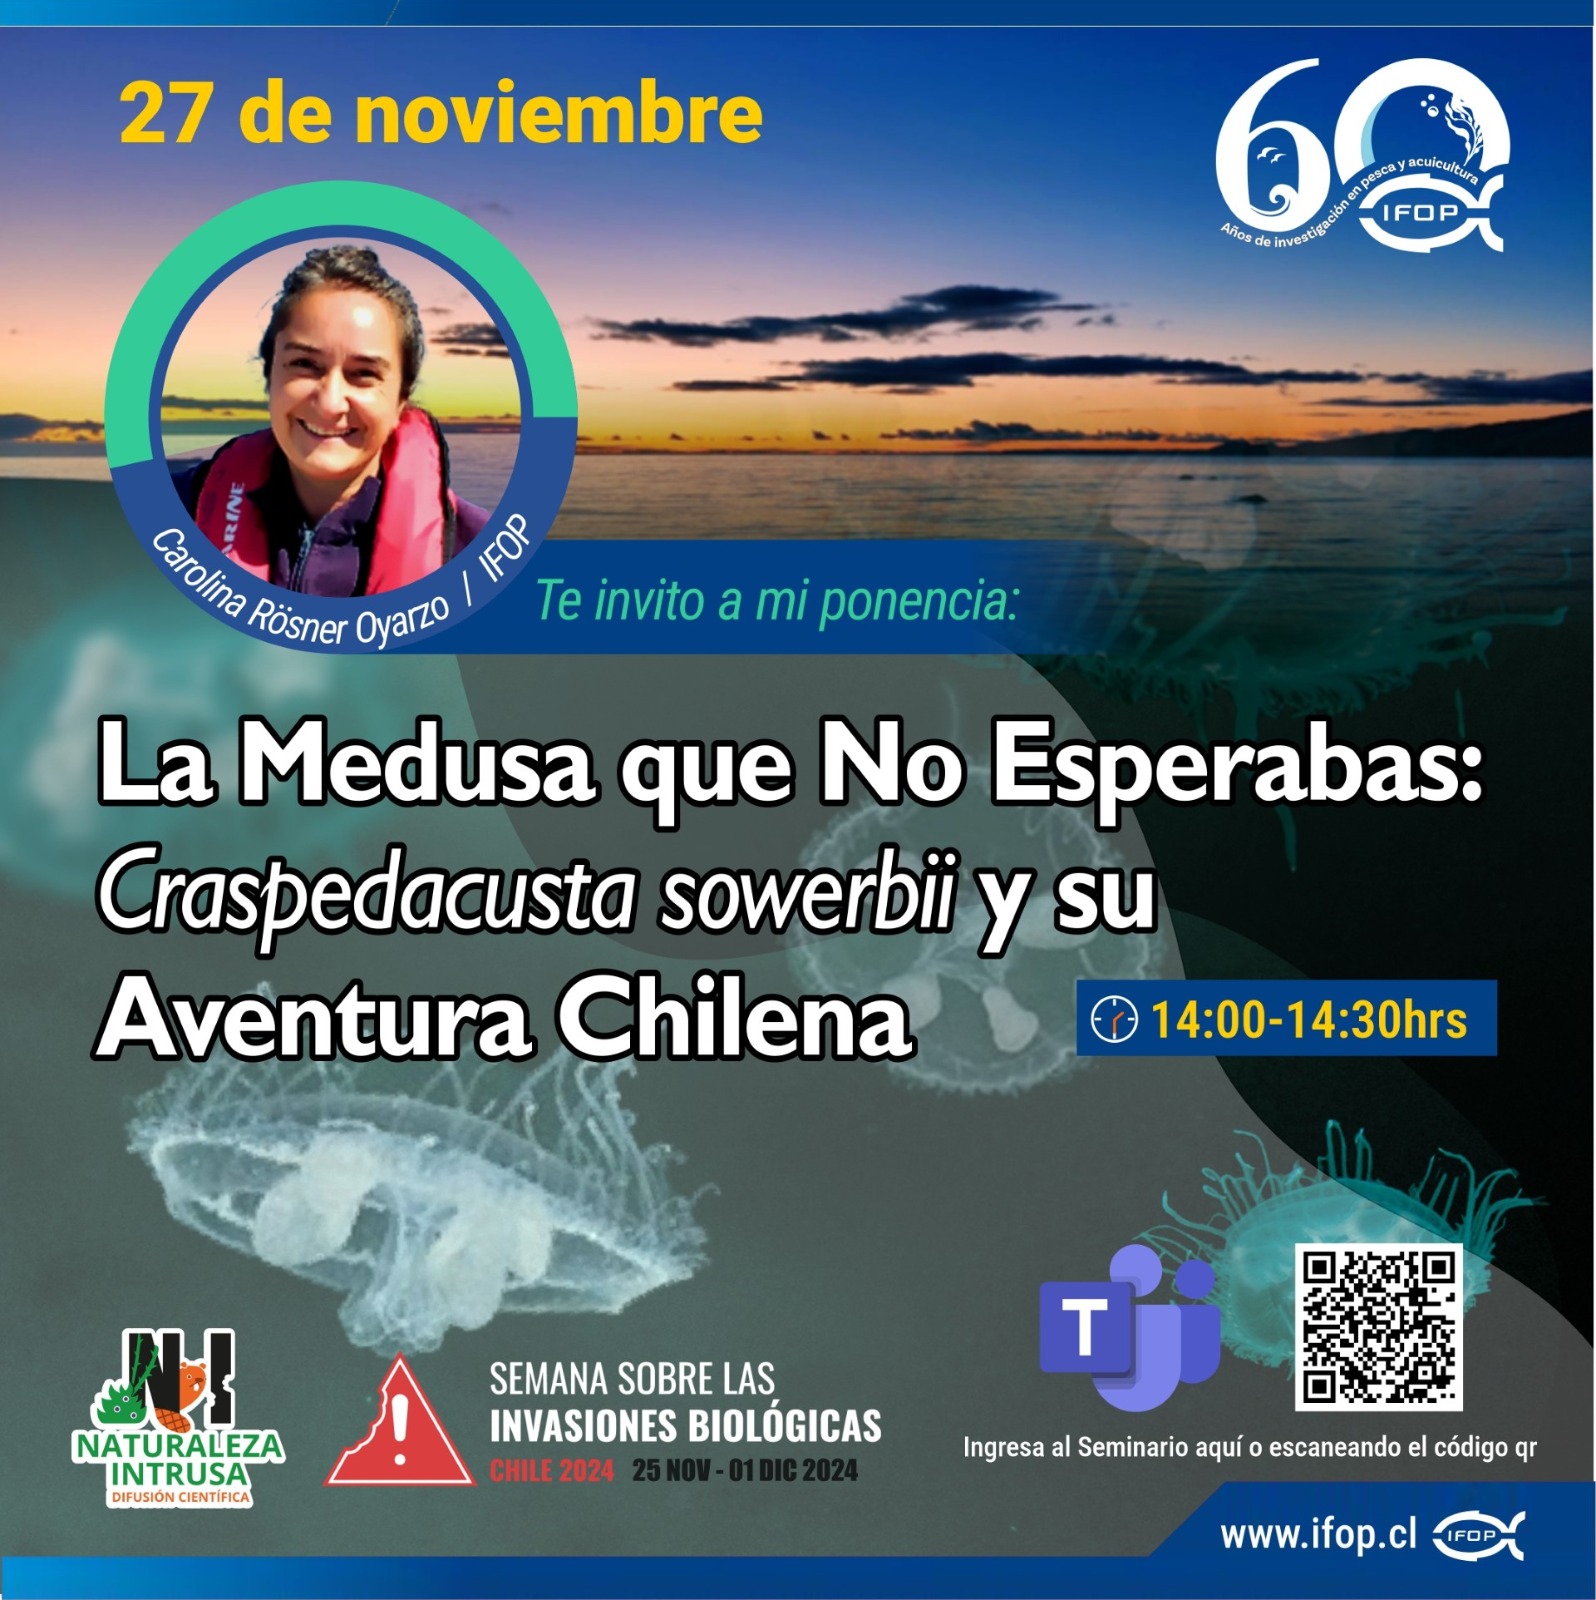 27 de noviembre
60
Años de investigación en pesca y acuicultura
IFOP
ARINE
Carolina Rösner Oyarzo / IFOP
Te invito a mi ponencia:
La Medusa que No Esperabas:
Craspedacusta sowerbïï y su
Aventura Chilena
14:00-14:30hrs
T
NI
NATURALEZA
INTRUSA
DIFUSIÓN CIENTÍFICA
!
SEMANA SOBRE LAS
INVASIONES BIOLÓGICAS
CHILE 2024 25 NOV - 01 DIC 2024
Ingresa al Seminario aquí o escaneando el código qr
www.ifop.cl IFOP